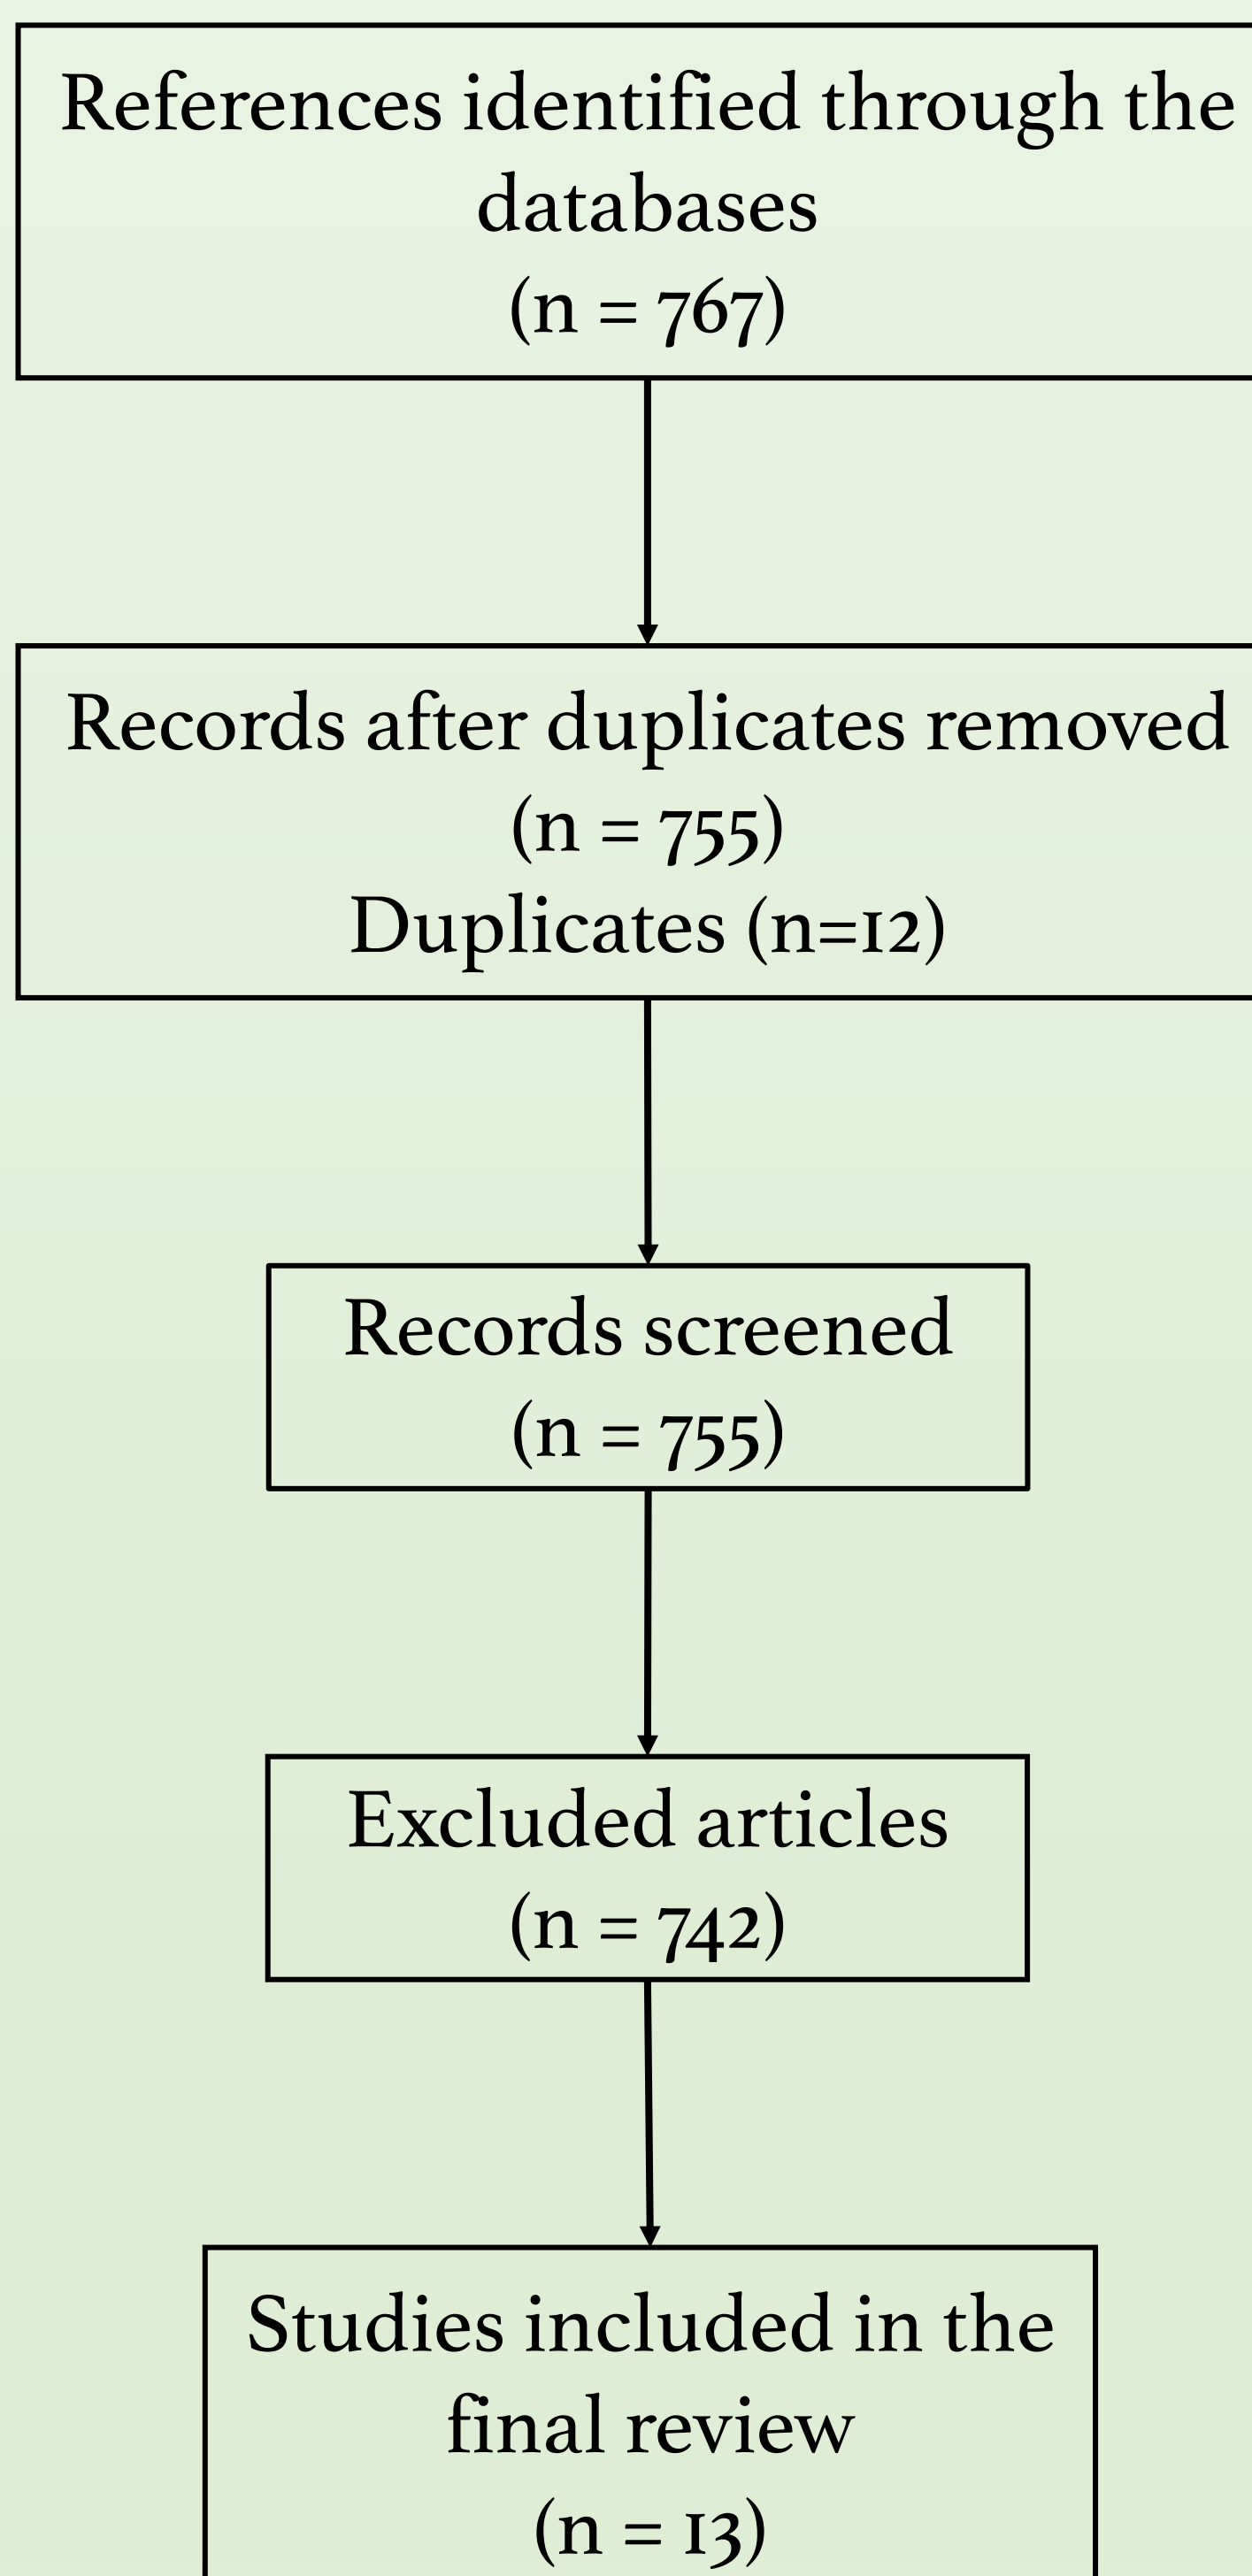 References identified through the
databases
(n = 767)
Records after duplicates removed
(n = 755)
Duplicates (n=12)
Records screened
(n = 755)
Excluded articles
(n = 742)
Studies included in the
final review
(n = 13)